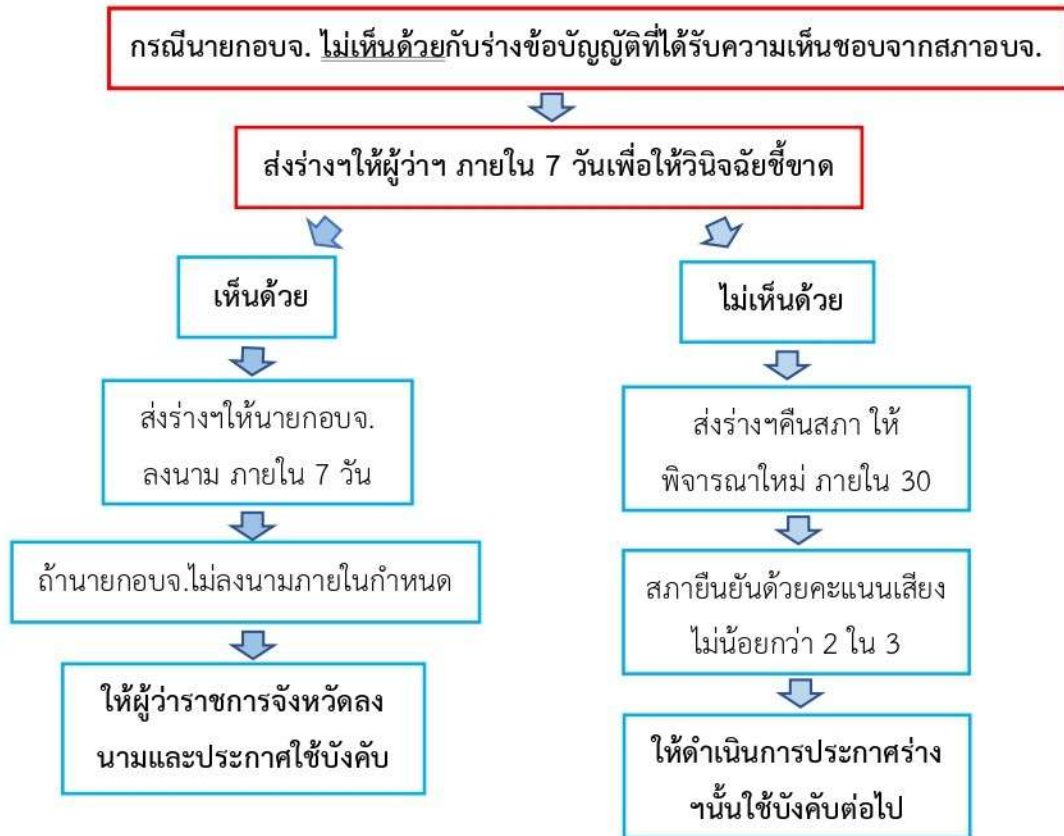 กรณีนายกอบจ. ไม่เห็นด้วยกับร่างข้อบัญญัติที่ได้รับความเห็นชอบจากสภาอบจ.
ส่งร่างฯให้ผู้ว่าฯ ภายใน 7 วันเพื่อให้วินิจฉัยชี้ขาด
เห็นด้วย
ส่งร่างฯให้นายกอบจ.
ลงนาม ภายใน 7 วัน
ถ้านายกอบจ.ไม่ลงนามภายในกำหนด
ให้ผู้ว่าราชการจังหวัดลง
นามและประกาศใช้บังคับ
ไม่เห็นด้วย
ส่งร่างฯคืนสภา ให้
พิจารณาใหม่ ภายใน 30
สภายืนยันด้วยคะแนนเสียง
ไม่น้อยกว่า 2 ใน 3
ให้ดำเนินการประกาศร่าง
ฯนั้นใช้บังคับต่อไป